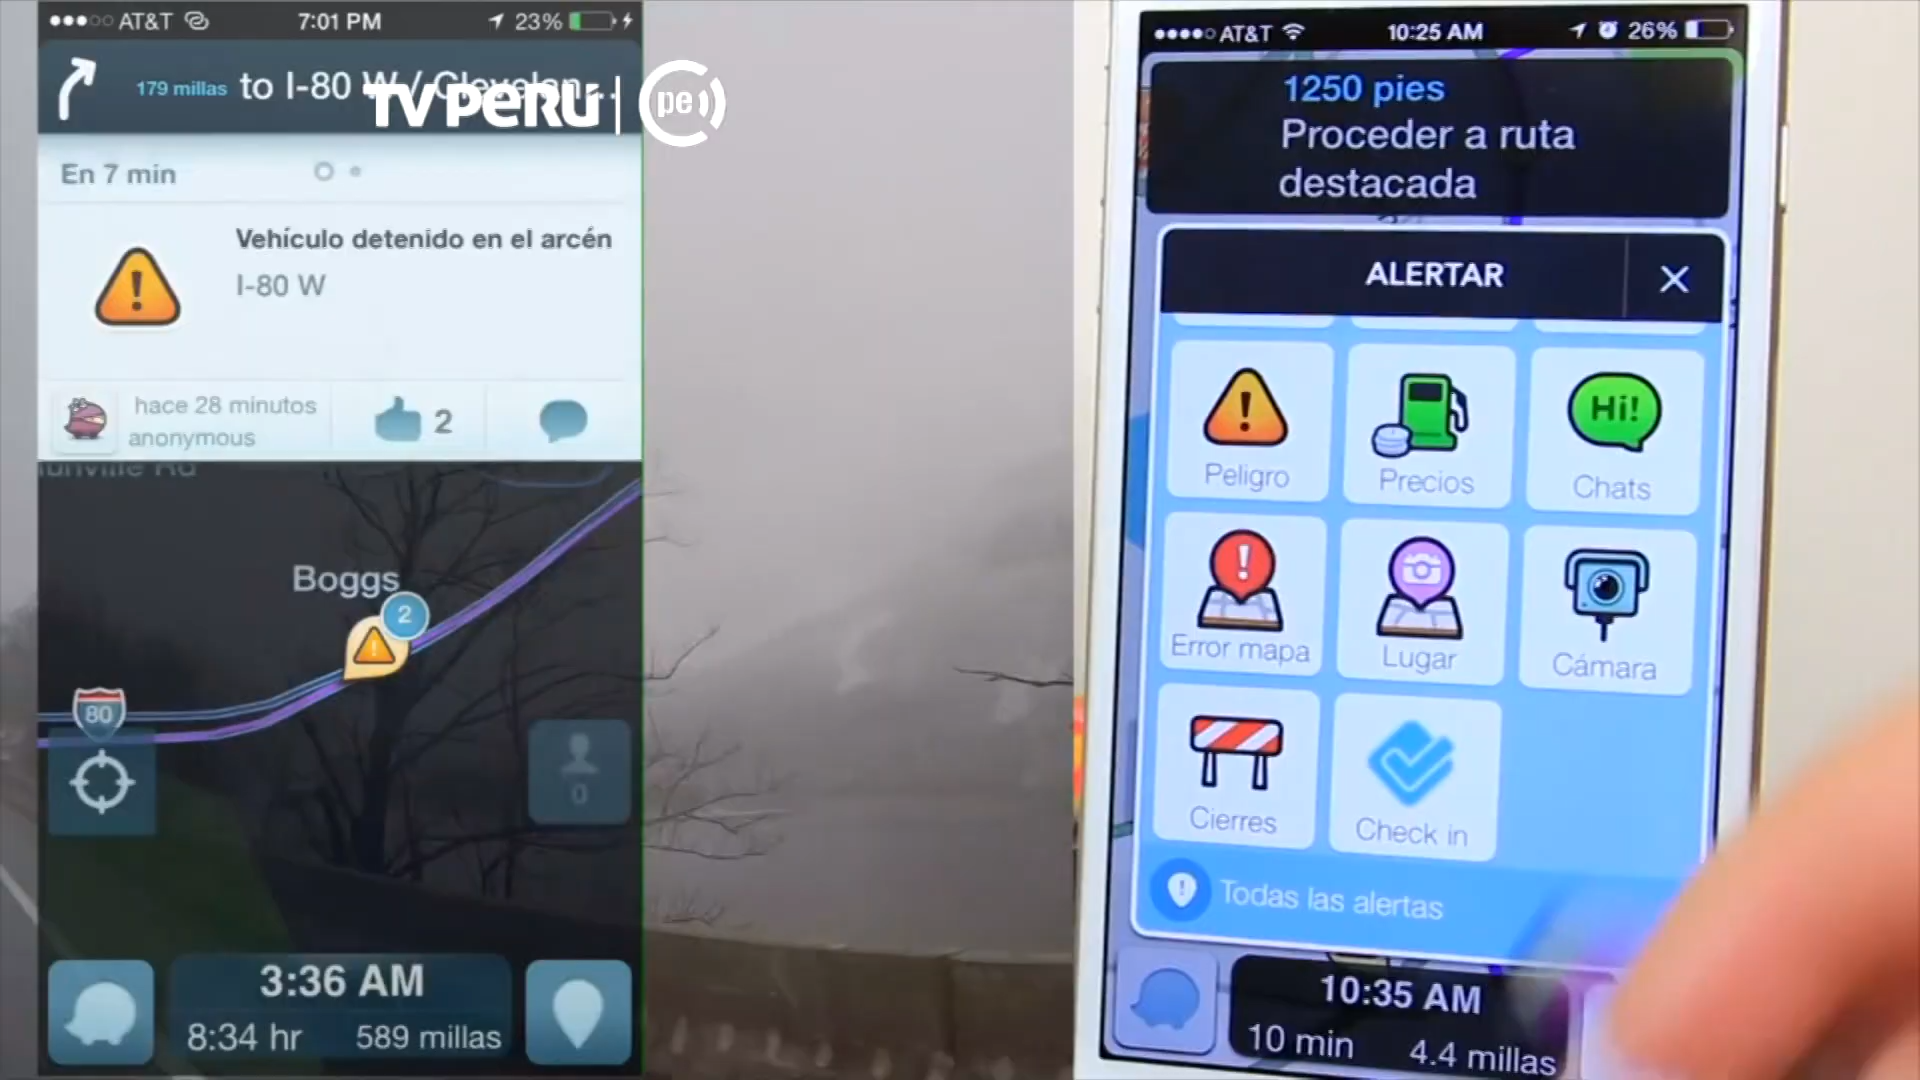 AT&T 7:01 PM 23%
179 millas to I-80 W / Clevelan...
TVPERU pe
En 7 min
Vehículo detenido en el arcén
I-80 W
hace 28 minutos
anonymous
2
Boggs
2
80
0
3:36 AM
8:34 hr 589 millas
AT&T 10:25 AM 26%
1250 pies
Proceder a ruta
destacada
ALERTAR
Peligro Precios Chats
Hi!
Error mapa Lugar Cámara
Cierres Check in
Todas las alertas
10:35 AM
10 min 4.4 millas